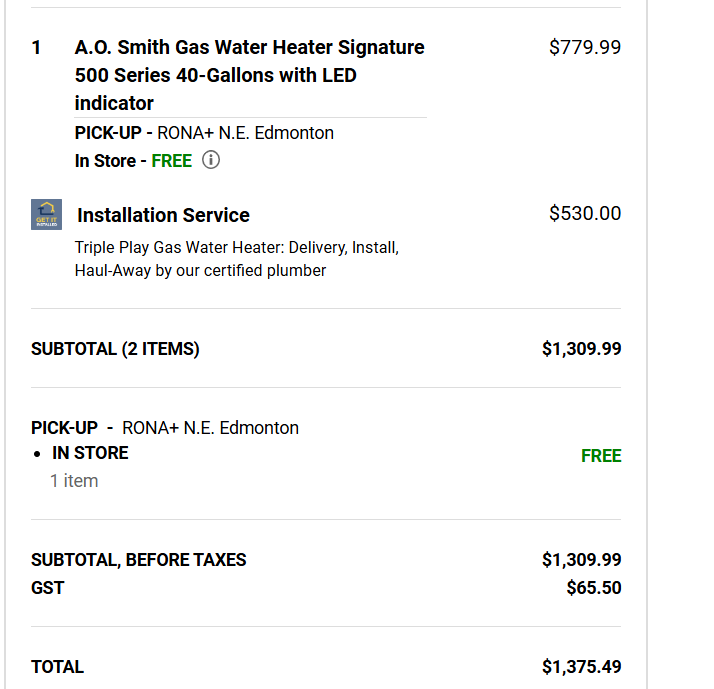 1 A.O. Smith Gas Water Heater Signature $779.99
500 Series 40-Gallons with LED
indicator
PICK-UP - RONA+ N.E. Edmonton
In Store - FREE
GET IT
INSTALLED
Installation Service $530.00
Triple Play Gas Water Heater: Delivery, Install,
Haul-Away by our certified plumber
SUBTOTAL (2 ITEMS) $1,309.99
PICK-UP - RONA+ N.E. Edmonton
• IN STORE FREE
1 item
SUBTOTAL, BEFORE TAXES $1,309.99
GST $65.50
TOTAL $1,375.49